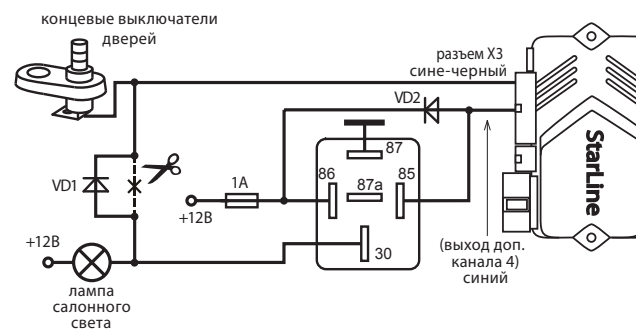 концевые выключатели
дверей
разъем X3
сине-черный
VD2
StarLine
87
86
87a
85
1A
VD1
+12В
30
+12В
(выход доп.
канала 4)
синий
лампа
салонного
света